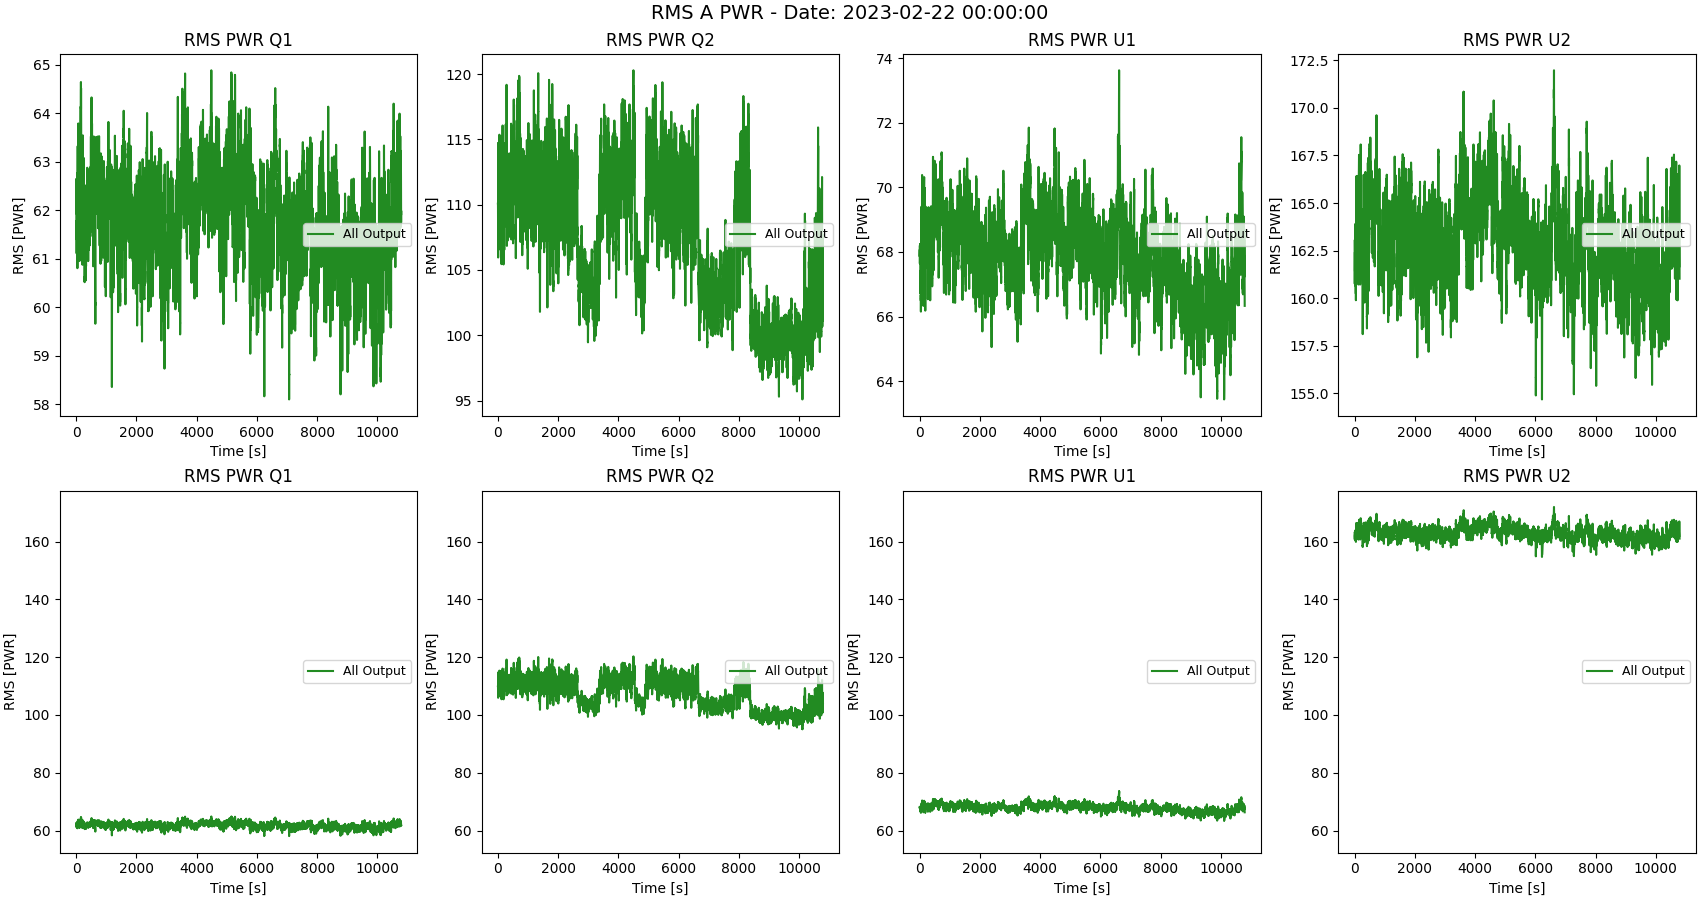 RMS A PWR - Date: 2023-02-22 00:00:00
RMS PWR Q1
RMS [PWR]
65
64
63
62
61
60
59
58
All Output
0 2000 4000 6000 8000 10000
Time [s]
RMS PWR Q2
RMS [PWR]
120
115
110
105
100
95
All Output
0 2000 4000 6000 8000 10000
Time [s]
RMS PWR U1
RMS [PWR]
74
72
70
68
66
64
All Output
0 2000 4000 6000 8000 10000
Time [s]
RMS PWR U2
RMS [PWR]
172.5
170.0
167.5
165.0
162.5
160.0
157.5
155.0
All Output
0 2000 4000 6000 8000 10000
Time [s]
RMS PWR Q1
RMS [PWR]
160
140
120
100
80
60
All Output
0 2000 4000 6000 8000 10000
Time [s]
RMS PWR Q2
RMS [PWR]
160
140
120
100
80
60
All Output
0 2000 4000 6000 8000 10000
Time [s]
RMS PWR U1
RMS [PWR]
160
140
120
100
80
60
All Output
0 2000 4000 6000 8000 10000
Time [s]
RMS PWR U2
RMS [PWR]
160
140
120
100
80
60
All Output
0 2000 4000 6000 8000 10000
Time [s]